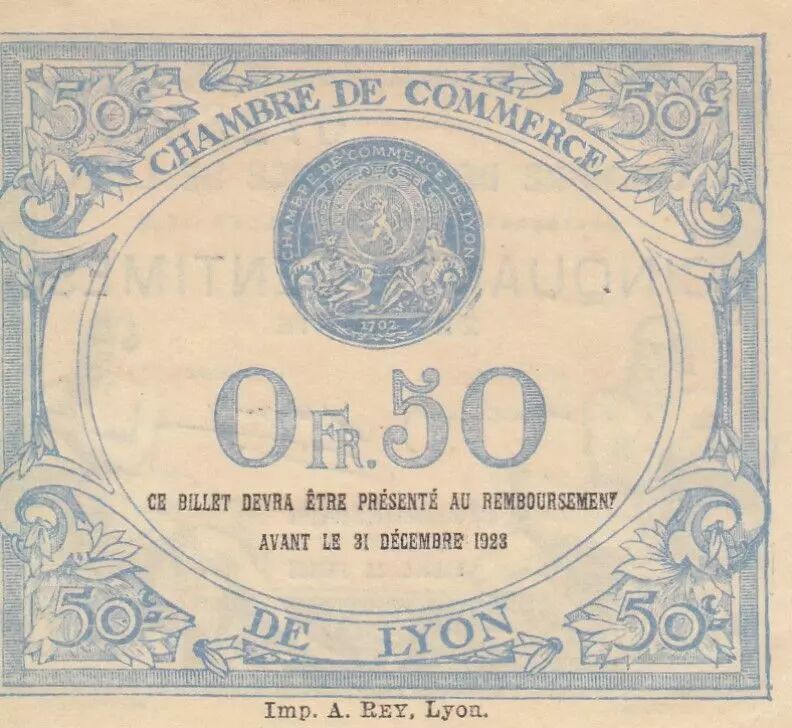 50c 50c
CHAMBRE DE COMMERCE
CHAMBRE DE COMMERCE DE LYON
1702
0 FR. 50
CE BILLET DEVRA ÊTRE PRÉSENTÉ AU REMBOURSEMENT
AVANT LE 31 DÉCEMBRE 1923
50c 50c
DE LYON
Imp. A. REY, Lyon.